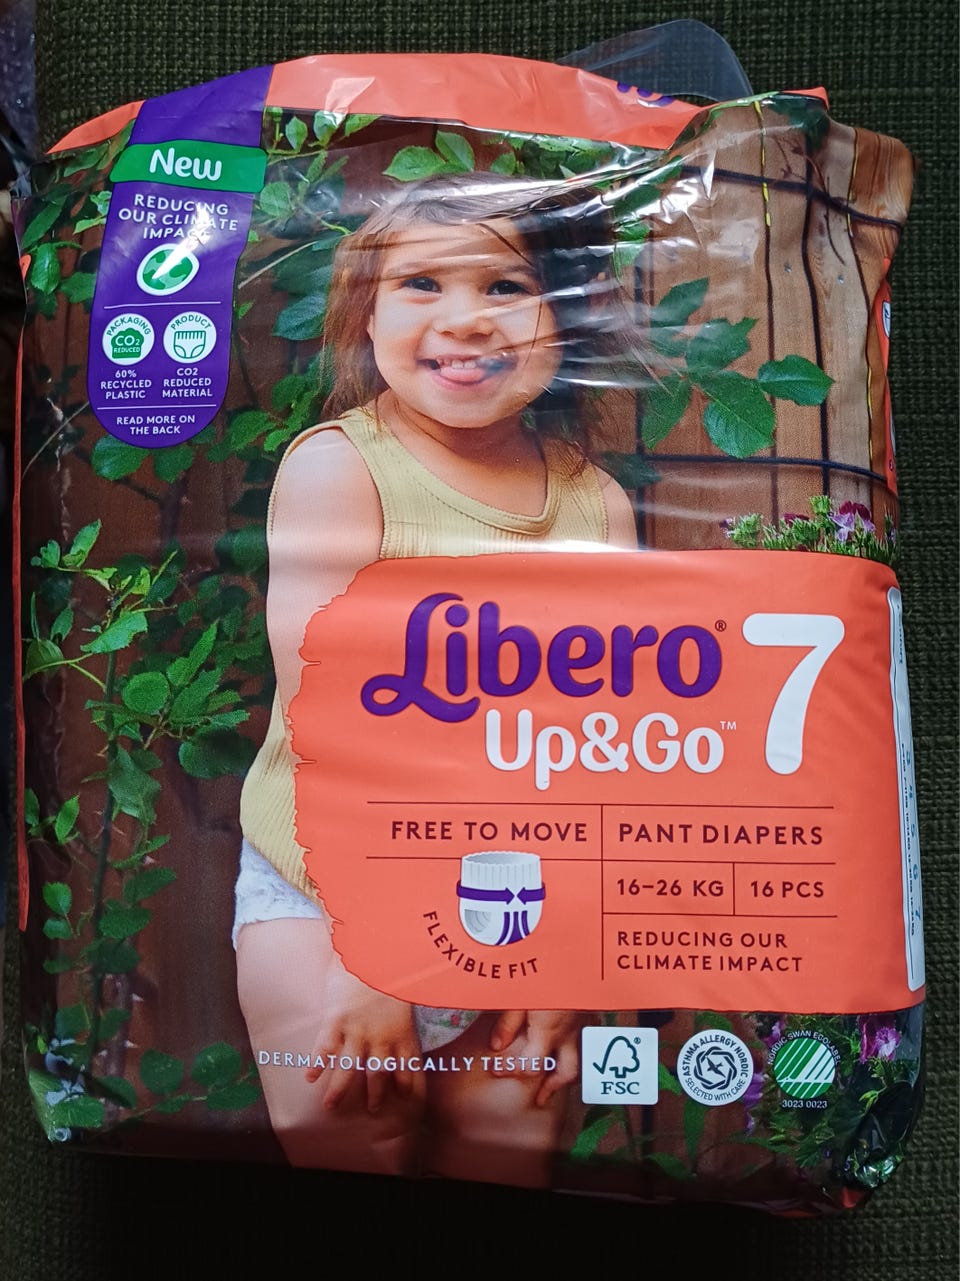 New
REDUCING
OUR CLIMATE
IMPACT
PACKAGING
CO2
REDUCED
PRODUCT
60%
RECYCLED
PLASTIC
CO2
REDUCED
MATERIAL
READ MORE ON
THE BACK
Libero® 7
Up&Go™
FREE TO MOVE
PANT DIAPERS
FLEXIBLE FIT
16-26 KG
16 PCS
REDUCING OUR
CLIMATE IMPACT
DERMATOLOGICALLY TESTED
FSC®
ASTHMA ALLERGY NORDIC
SELECTED WITH CARE
NORDIC SWAN ECOLABEL
3023 0023